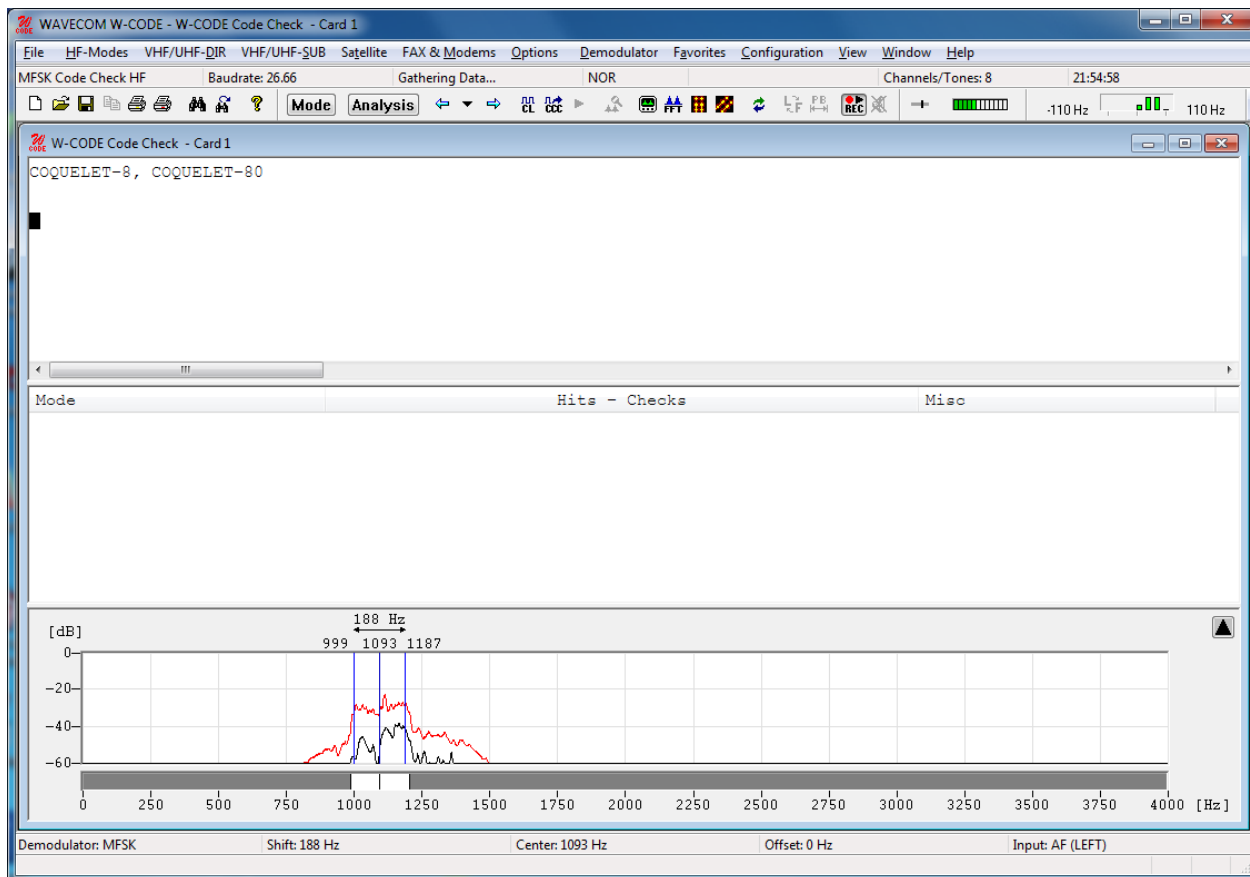 WAVECOM W-CODE - W-CODE Code Check - Card 1
File HF-Modes VHF/UHF-DIR VHF/UHF-SUB Satellite FAX & Modems Options Demodulator Favorites Configuration View Window Help
MFSK Code Check HF Baudrate: 26.66 Gathering Data... NOR Channels/Tones: 8 21:54:58
Mode Analysis CL CCC FFT L-F PB REC -110 Hz 110 Hz
W-CODE Code Check - Card 1
COQUELET-8, COQUELET-80
Mode Hits - Checks Misc
188 Hz
[dB]
999 1093 1187
0
-20
-40
-60
0 250 500 750 1000 1250 1500 1750 2000 2250 2500 2750 3000 3250 3500 3750 4000 [Hz]
Demodulator: MFSK Shift: 188 Hz Center: 1093 Hz Offset: 0 Hz Input: AF (LEFT)